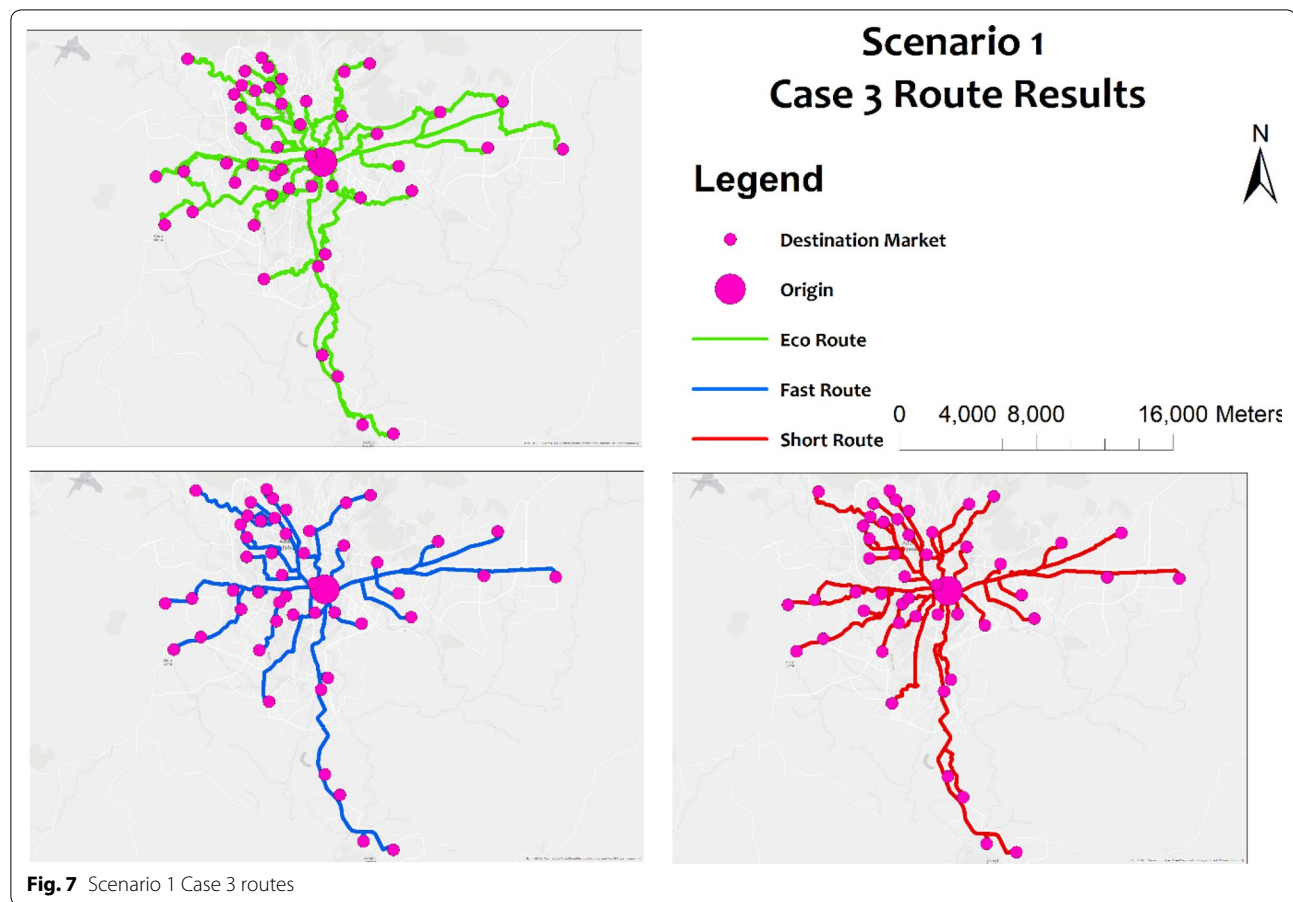 Scenario 1
Case 3 Route Results
N
Legend
Destination Market
Origin
Eco Route
Fast Route
Short Route
0 4,000 8,000 16,000 Meters
Fig. 7 Scenario 1 Case 3 routes